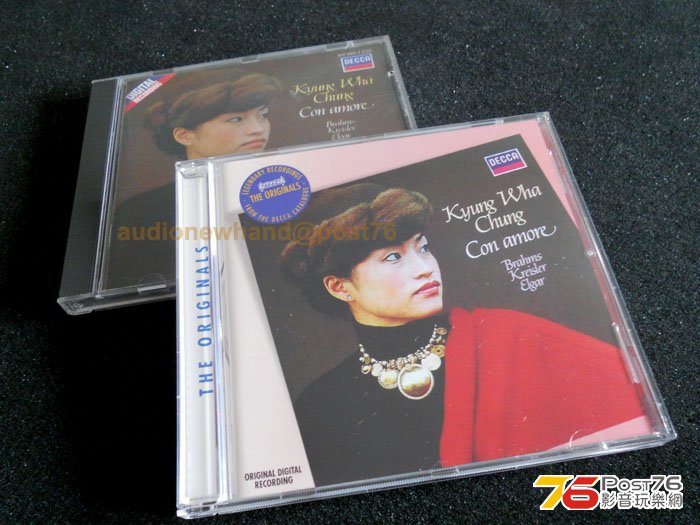 DECCA
DIGITAL
RECORDING
Kyung Wha
Chung
Con amore
Brahms
Kreisler
Elgar
audionewhand@post76
LEGENDARY RECORDINGS
THE ORIGINALS
FROM THE DECCA CATALOGUE
DECCA
Kyung Wha
Chung
Con amore
Brahms
Kreisler
Elgar
THE ORIGINALS
ORIGINAL DIGITAL
RECORDING
76 Post76
影音玩樂網